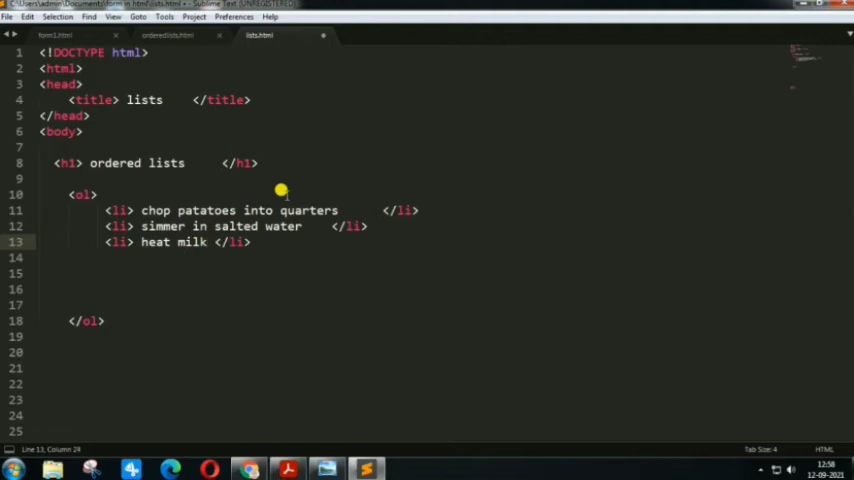 C:\Users\admin\Documents\form in html\lists.html • - Sublime Text (UNREGISTERED)
File Edit Selection Find View Goto Tools Project Preferences Help
form1.html × orderedlists.html × lists.html •
1 <!DOCTYPE html>
2 <html>
3 <head>
4 <title> lists </title>
5 </head>
6 <body>
7
8 <h1> ordered lists </h1>
9
10 <ol>
11 <li> chop patatoes into quarters </li>
12 <li> simmer in salted water </li>
13 <li> heat milk </li>
14
15
16
17
18 </ol>
19
20
21
22
23
24
25
Line 13, Column 24 Tab Size: 4 HTML
12:58
12-09-2021